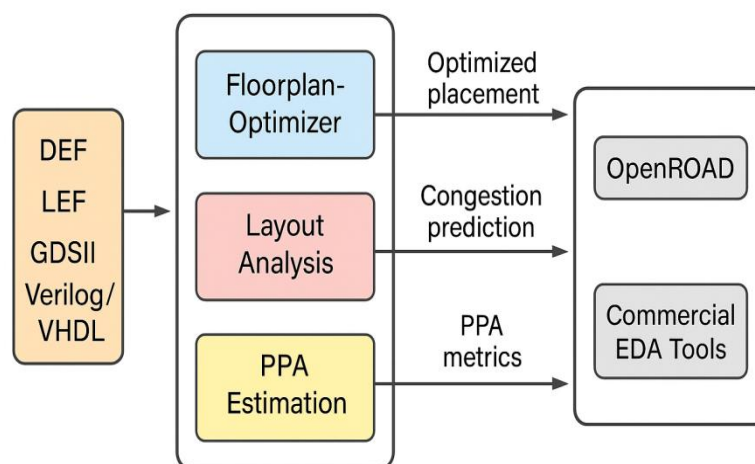 DEF
LEF
GDSII
Verilog/
VHDL
Floorplan-
Optimizer
Layout
Analysis
PPA
Estimation
Optimized
placement
Congestion
prediction
PPA
metrics
OpenROAD
Commercial
EDA Tools